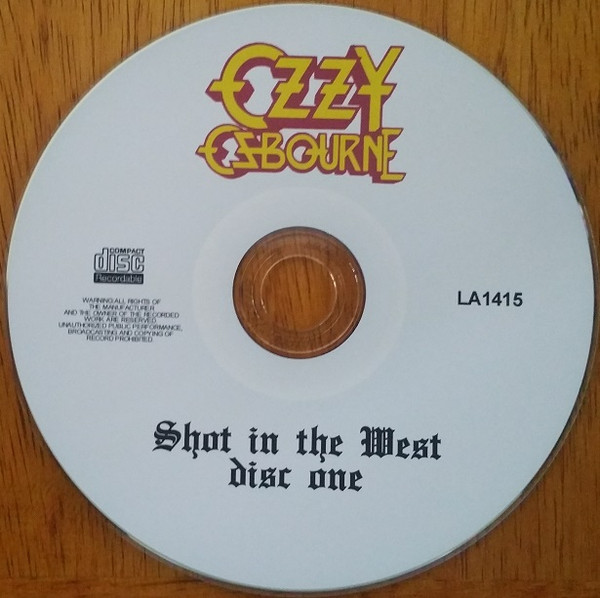 OZZY
OSBOURNE
COMPACT
disc
Recordable
WARNING:ALL RIGHTS OF
THE MANUFACTURER
AND THE OWNER OF THE RECORDED
WORK ARE RESERVED.
UNAUTHORIZED PUBLIC PERFORMANCE,
BROADCASTING AND COPYING OF
RECORD PROHIBITED.
LA1415
Shot in the West
disc one